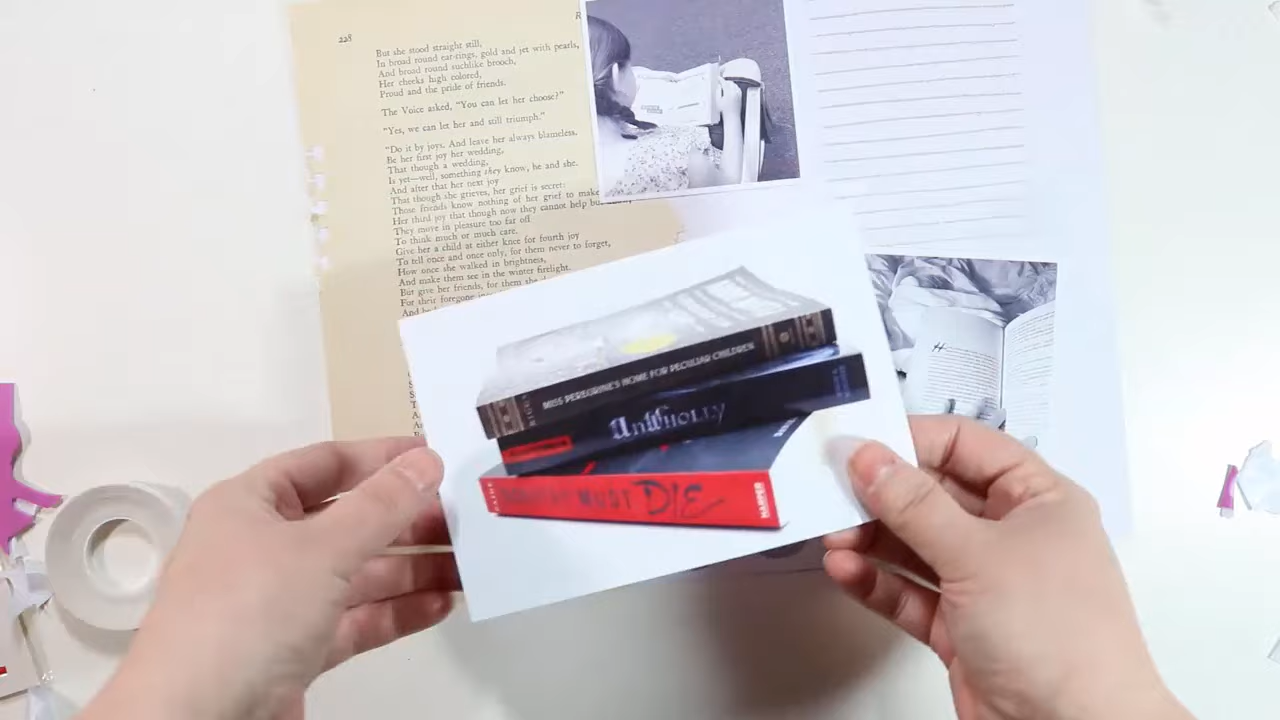 228
But she stood straight still,
In broad round ear-rings, gold and jet with pearls,
And broad round suchlike brooch,
Her cheeks high colored,
Proud and the pride of friends.
The Voice asked, "You can let her choose?"
"Yes, we can let her and still triumph."
"Do it by joys. And leave her always blameless.
Be her first joy her wedding,
That though a wedding,
Is yet—well, something they know, he and she.
And after that her next joy
That though she grieves, her grief is secret:
Those friends know nothing of her grief to make
Her third joy that though now they cannot help but
They move in pleasure too far off
To think much or much care.
Give her a child at either knee for fourth joy
To tell once and once only, for them never to forget,
How once she walked in brightness,
And make them see in the winter firelight.
But give her friends, for them she
For their foregone
MISS PEREGRINE'S HOME FOR PECULIAR CHILDREN
RIGGS
UnWholly
MUST DIE
PAIGE
HARPER